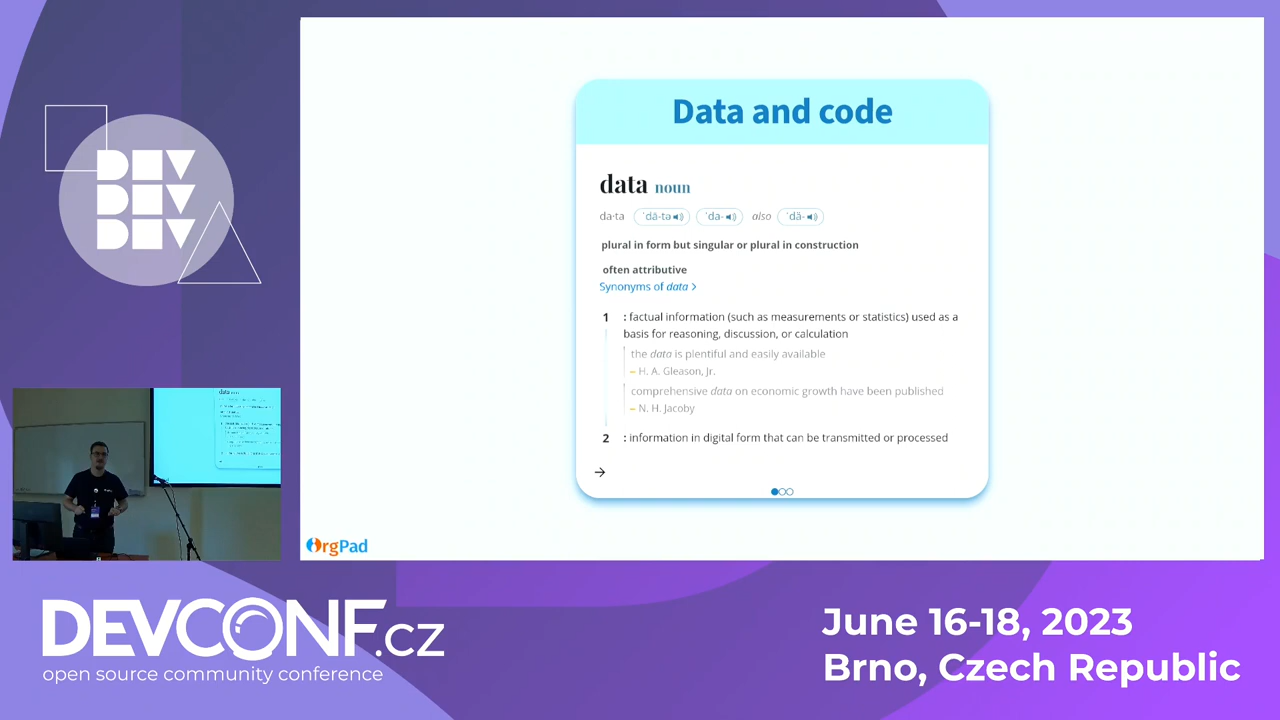 DEV
DEV
DEV
Data and code
data noun
da·ta ˈdā-tə ˈda- also ˈdä-
plural in form but singular or plural in construction
often attributive
Synonyms of data >
1 : factual information (such as measurements or statistics) used as a
basis for reasoning, discussion, or calculation
the data is plentiful and easily available
– H. A. Gleason, Jr.
comprehensive data on economic growth have been published
– N. H. Jacoby
2 : information in digital form that can be transmitted or processed
→
OrgPad
DEVCONF.cz
open source community conference
June 16-18, 2023
Brno, Czech Republic